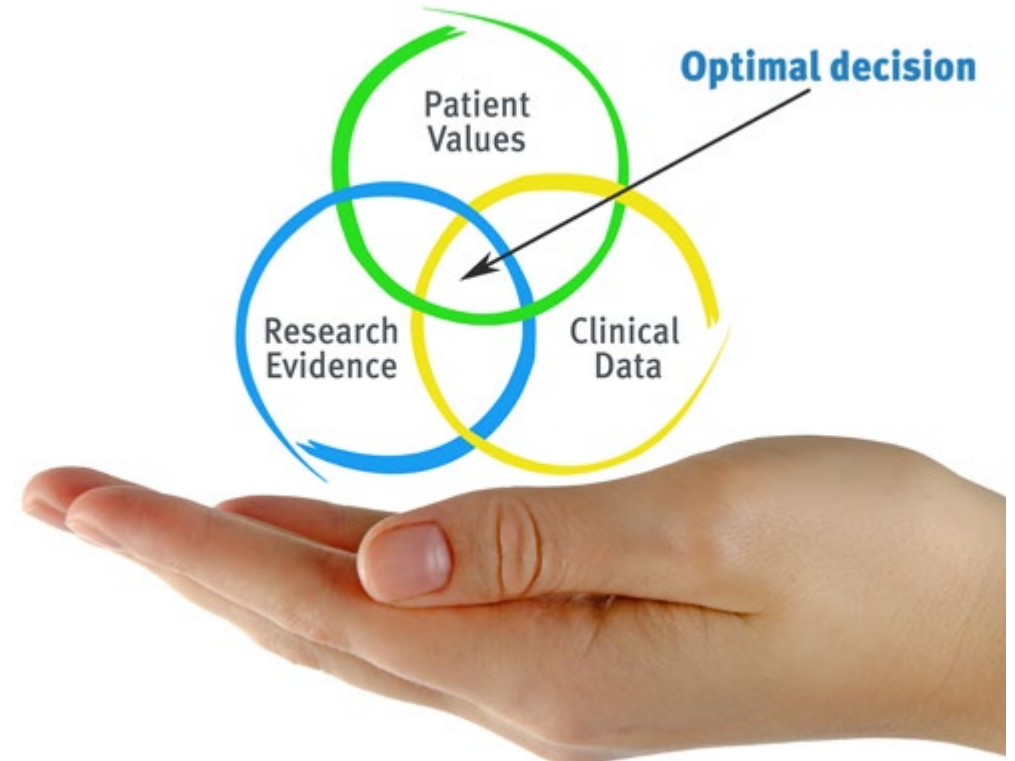 Optimal decision
Patient
Values
Research
Evidence
Clinical
Data